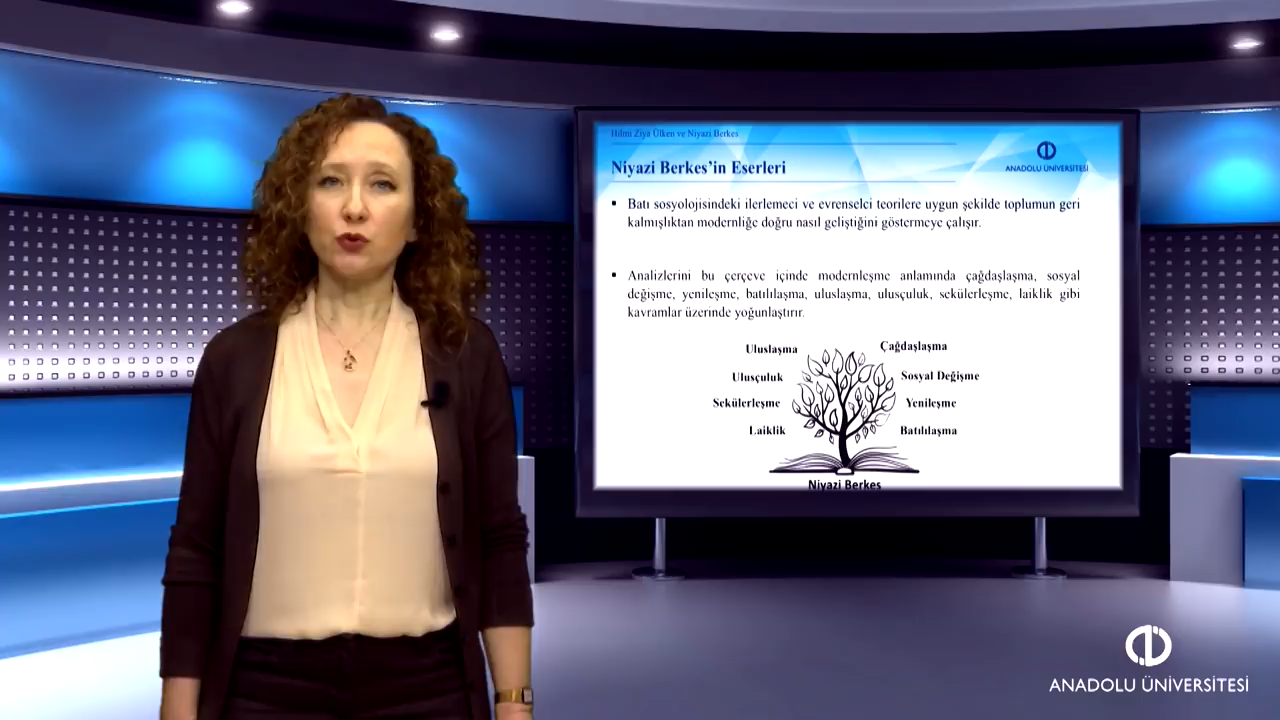 Hilmi Ziya Ülken ve Niyazi Berkes
ANADOLU ÜNİVERSİTESİ
Niyazi Berkes’in Eserleri
▪ Batı sosyolojisindeki ilerlemeci ve evrenselci teorilere uygun şekilde toplumun geri
kalmışlıktan modernliğe doğru nasıl geliştiğini göstermeye çalışır.
▪ Analizlerini bu çerçeve içinde modernleşme anlamında çağdaşlaşma, sosyal
değişme, yenileşme, batılılaşma, uluslaşma, ulusçuluk, sekülerleşme, laiklik gibi
kavramlar üzerinde yoğunlaştırır.
Uluslaşma
Çağdaşlaşma
Ulusçuluk
Sosyal Değişme
Sekülerleşme
Yenileşme
Laiklik
Batılılaşma
Niyazi Berkes
ANADOLU ÜNİVERSİTESİ